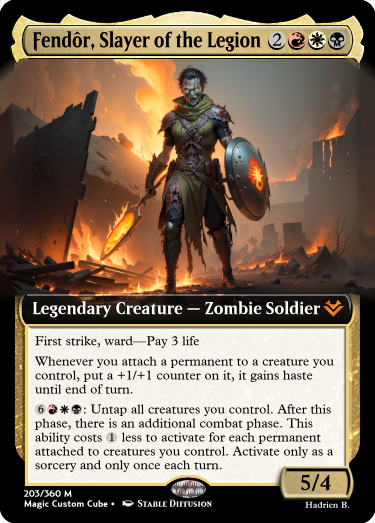 Fendôr, Slayer of the Legion 2
Legendary Creature — Zombie Soldier
First strike, ward—Pay 3 life
Whenever you attach a permanent to a creature you
control, put a +1/+1 counter on it, it gains haste
until end of turn.
6: Untap all creatures you control. After this
phase, there is an additional combat phase. This
ability costs 1 less to activate for each permanent
attached to creatures you control. Activate only as a
sorcery and only once each turn.
5/4
203/360 M
Magic Custom Cube • Stable Diffusion
Hadrien B.